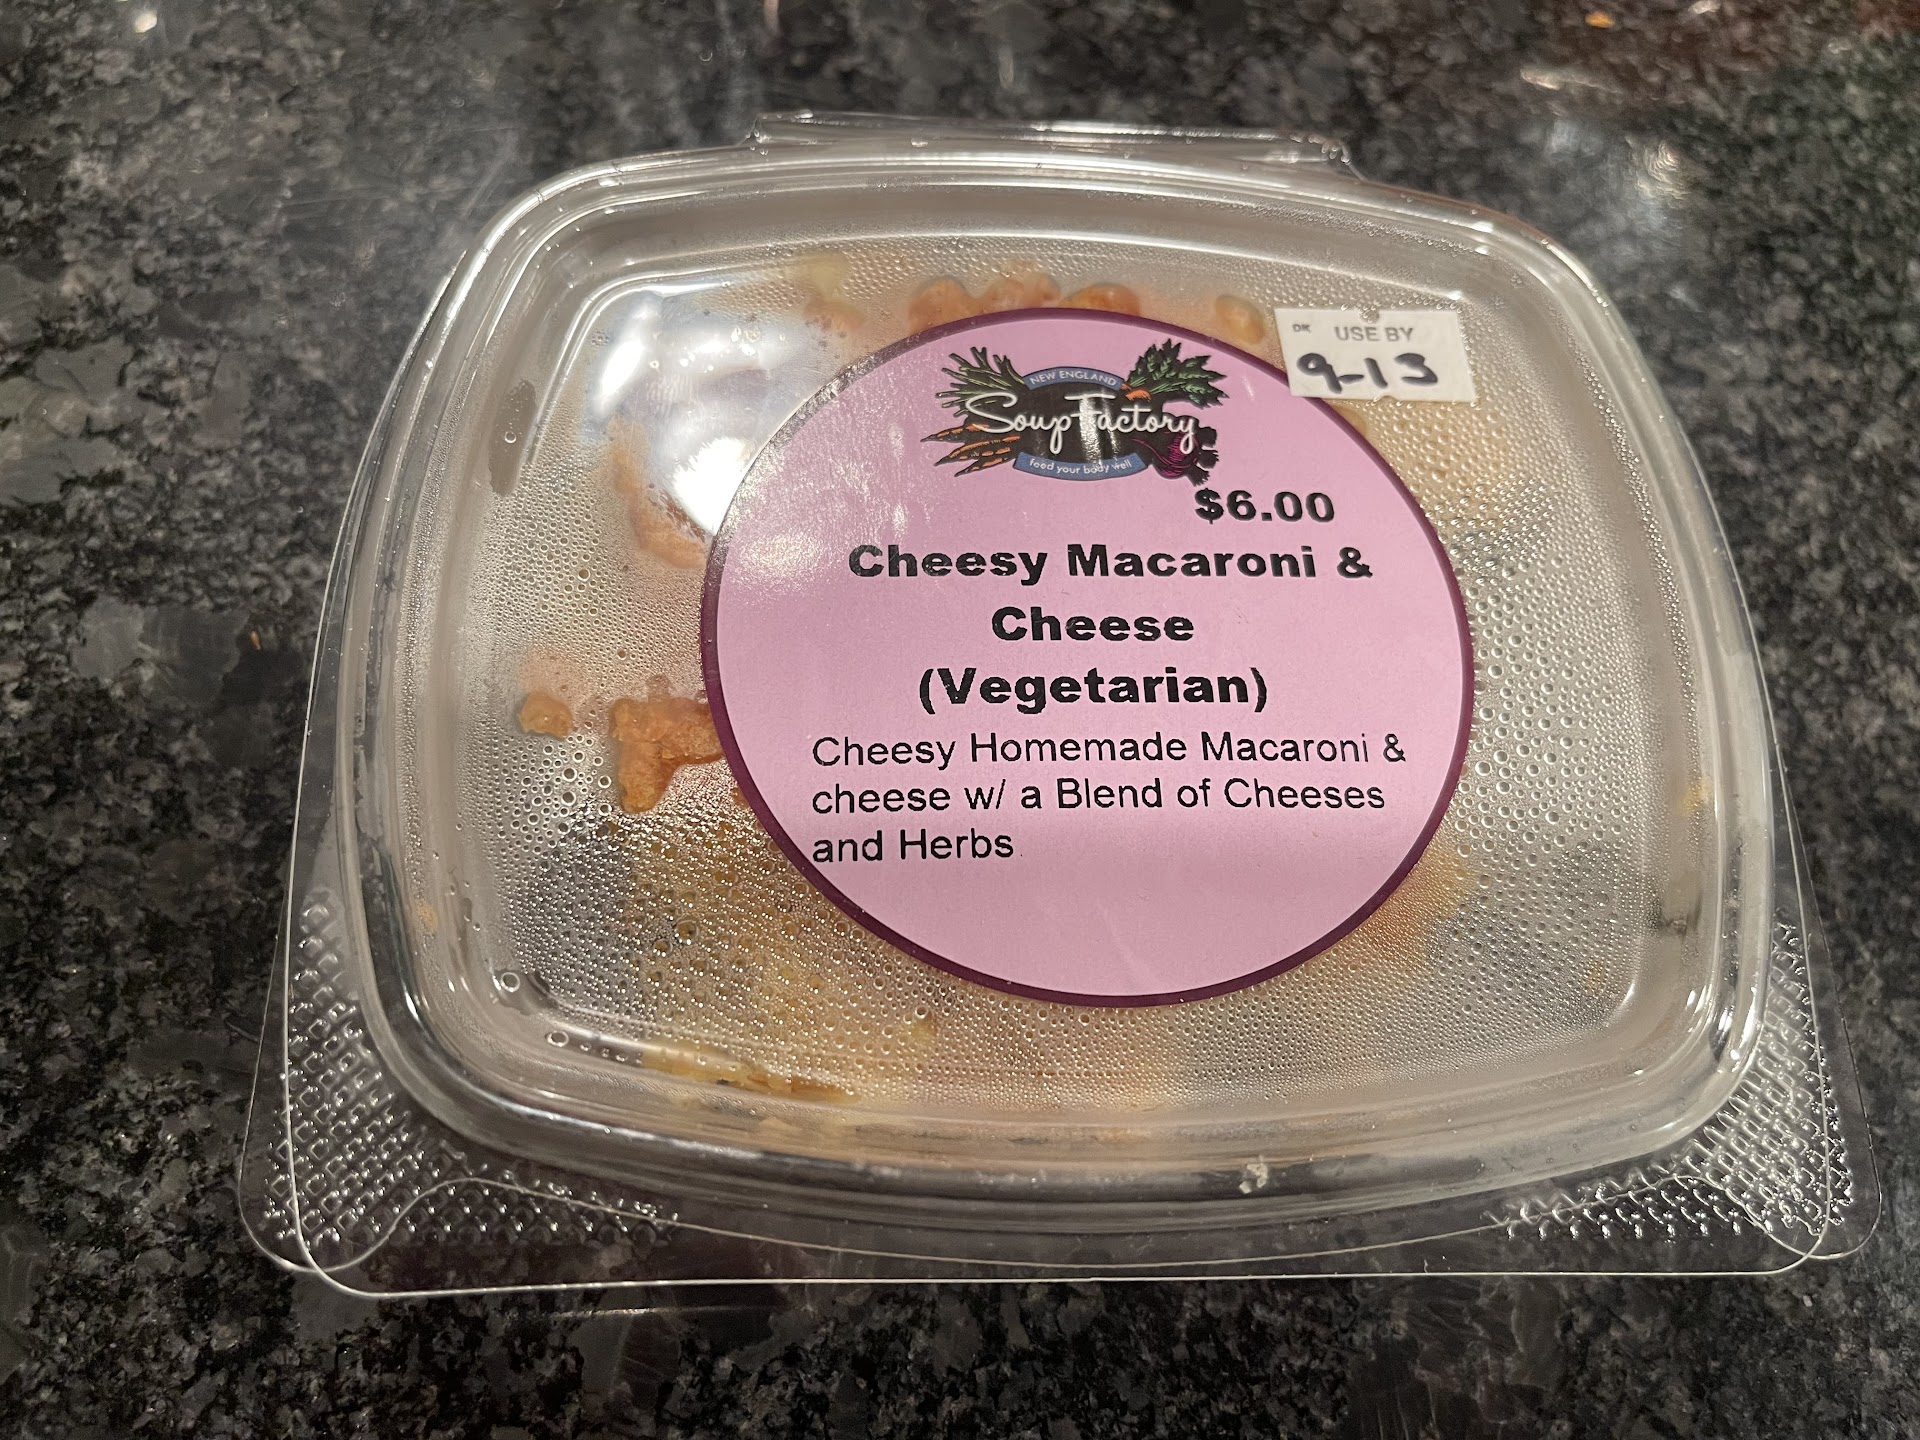 DK USE BY
9-13
NEW ENGLAND
Soup Factory
feed your body well
$6.00
Cheesy Macaroni &
Cheese
(Vegetarian)
Cheesy Homemade Macaroni &
cheese w/ a Blend of Cheeses
and Herbs